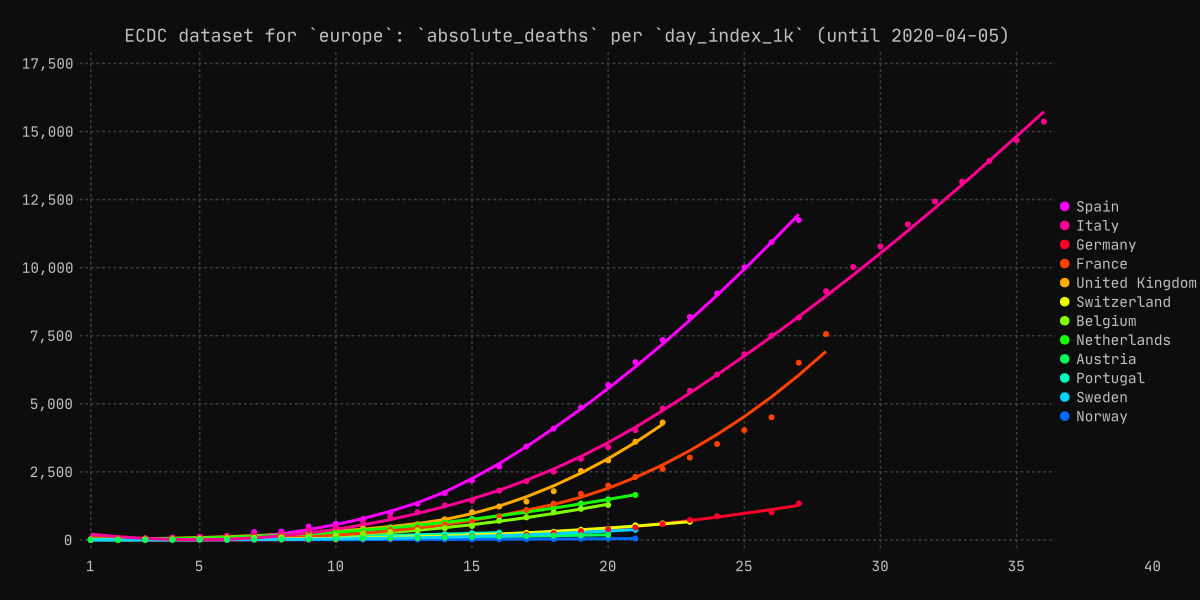 ECDC dataset for `europe`: `absolute_deaths` per `day_index_1k` (until 2020-04-05)
17,500
15,000
12,500
10,000
7,500
5,000
2,500
0
1 5 10 15 20 25 30 35 40
Spain
Italy
Germany
France
United Kingdom
Switzerland
Belgium
Netherlands
Austria
Portugal
Sweden
Norway